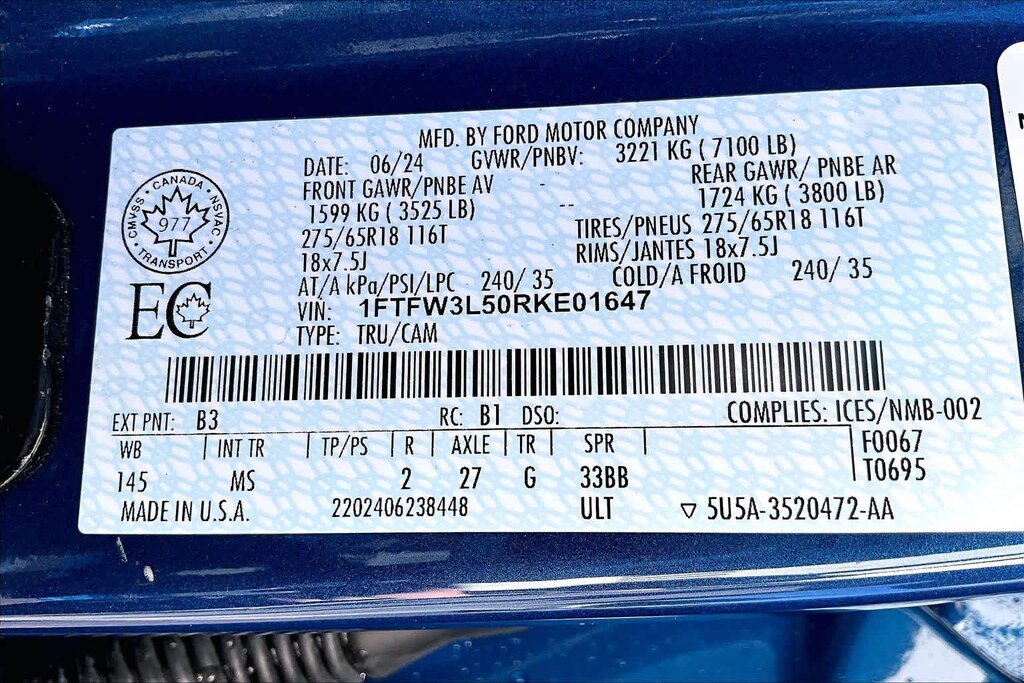 MFD. BY FORD MOTOR COMPANY
DATE: 06/24 GVWR/PNBV: 3221 KG ( 7100 LB)
FRONT GAWR/PNBE AV - REAR GAWR/ PNBE AR
1599 KG ( 3525 LB) -- 1724 KG ( 3800 LB)
275/65R18 116T TIRES/PNEUS 275/65R18 116T
18x7.5J RIMS/JANTES 18x7.5J
AT/A kPa/PSI/LPC 240/ 35 COLD/A FROID 240/ 35
VIN: 1FTFW3L50RKE01647
TYPE: TRU/CAM
CMVSS · CANADA · NSVAC · TRANSPORT ·
977
EC
EXT PNT: B3 RC: B1 DSO: COMPLIES: ICES/NMB-002
WB | INT TR | TP/PS | R | AXLE | TR | SPR | F0067
145 MS 2 27 G 33BB T0695
MADE IN U.S.A. 2202406238448 ULT ▽ 5U5A-3520472-AA